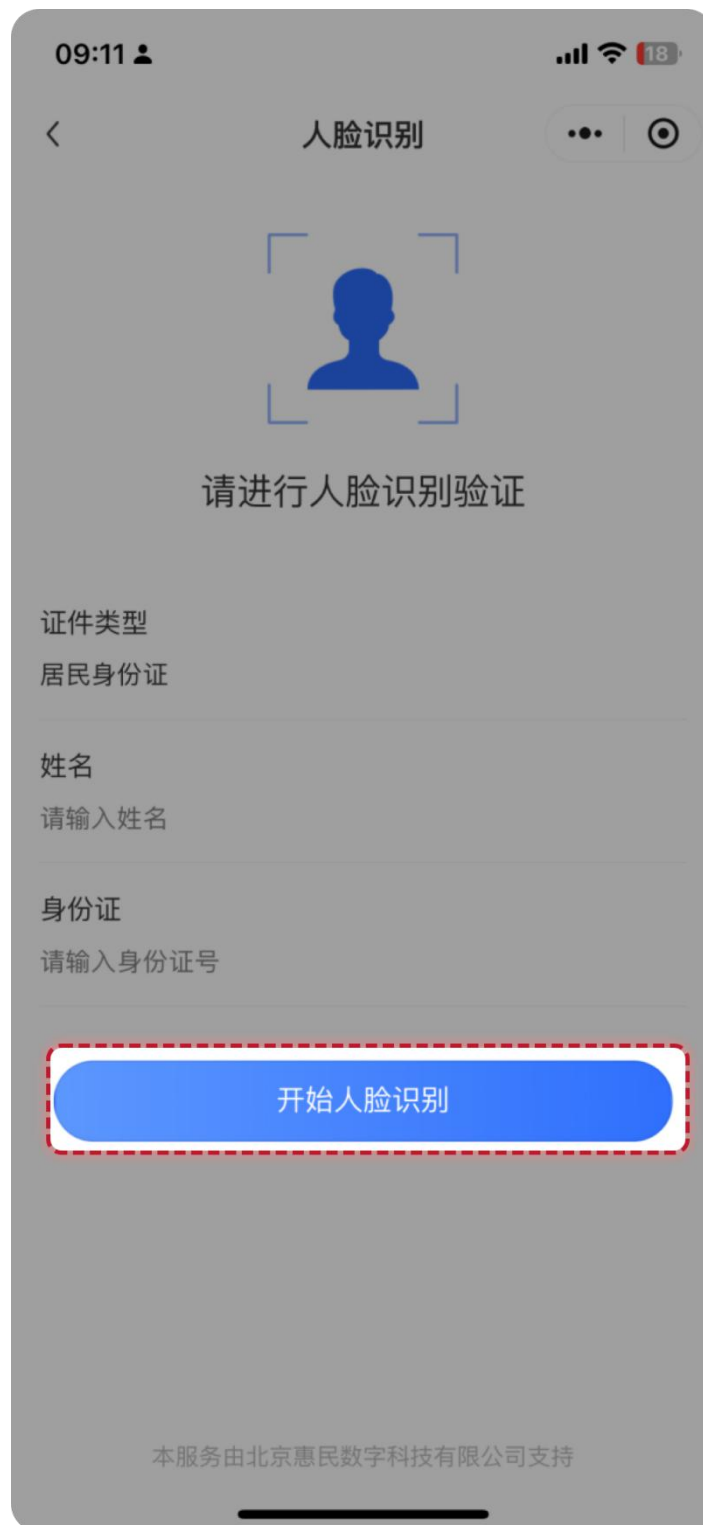 09:11
18
人脸识别
请进行人脸识别验证
证件类型
居民身份证
姓名
请输入姓名
身份证
请输入身份证号
开始人脸识别
本服务由北京惠民数字科技有限公司支持